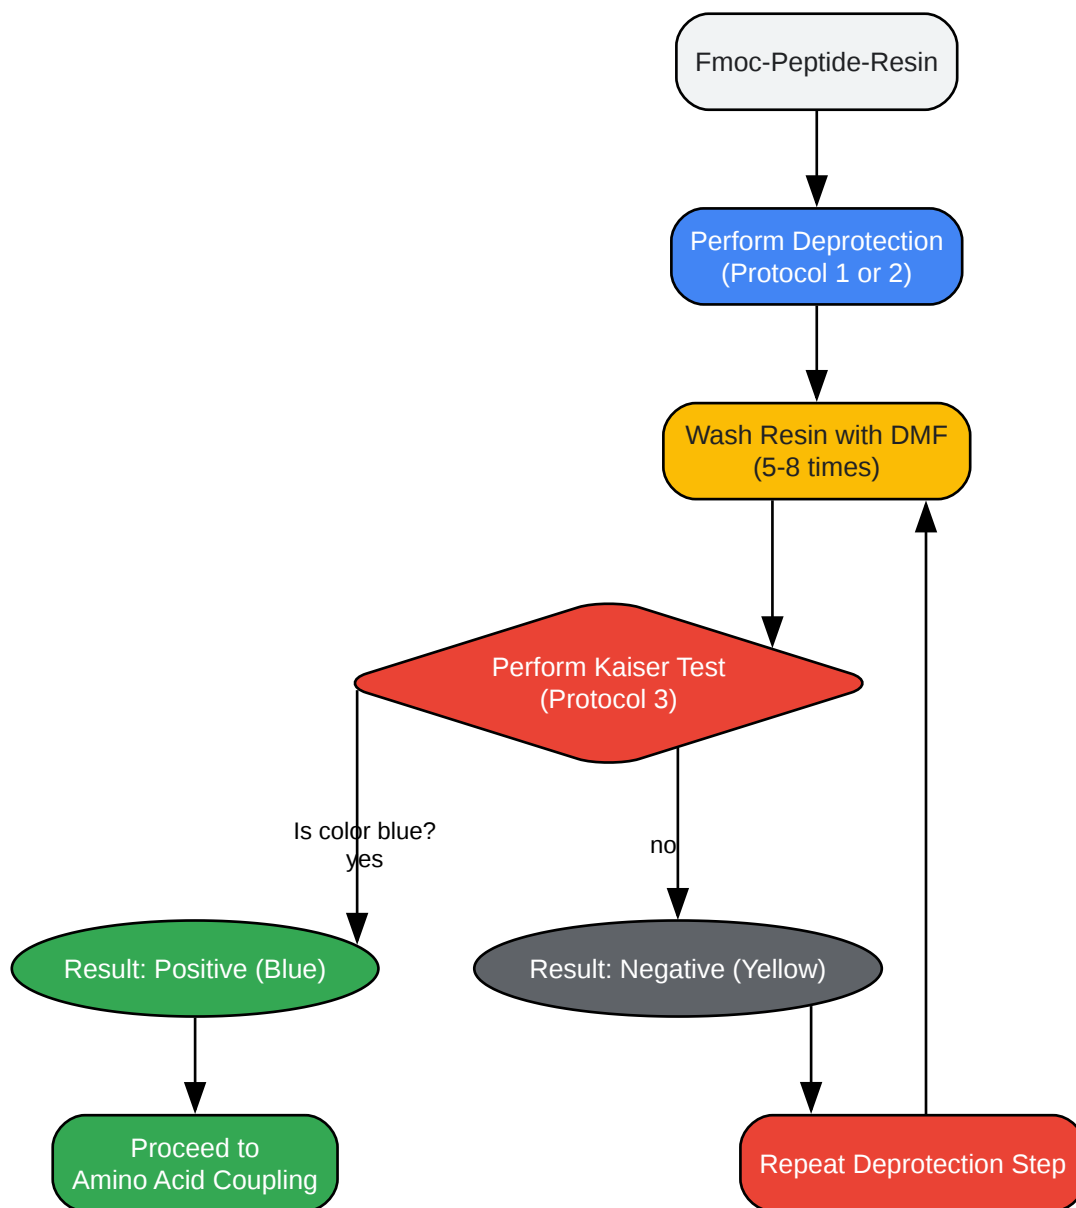 Fmoc-Peptide-Resin
Perform Deprotection
(Protocol 1 or 2)
Wash Resin with DMF
(5-8 times)
Perform Kaiser Test
(Protocol 3)
Is color blue?
yes
no
Result: Positive (Blue)
Result: Negative (Yellow)
Proceed to
Amino Acid Coupling
Repeat Deprotection Step